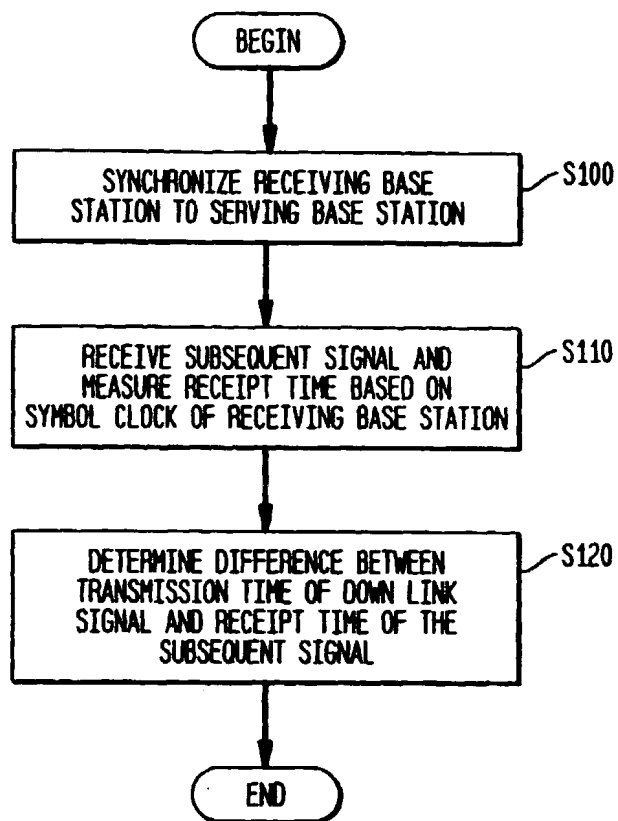 BEGIN
SYNCHRONIZE RECEIVING BASE
STATION TO SERVING BASE STATION
S100
RECEIVE SUBSEQUENT SIGNAL AND
MEASURE RECEIPT TIME BASED ON
SYMBOL CLOCK OF RECEIVING BASE STATION
S110
DETERMINE DIFFERENCE BETWEEN
TRANSMISSION TIME OF DOWN LINK
SIGNAL AND RECEIPT TIME OF THE
SUBSEQUENT SIGNAL
S120
END